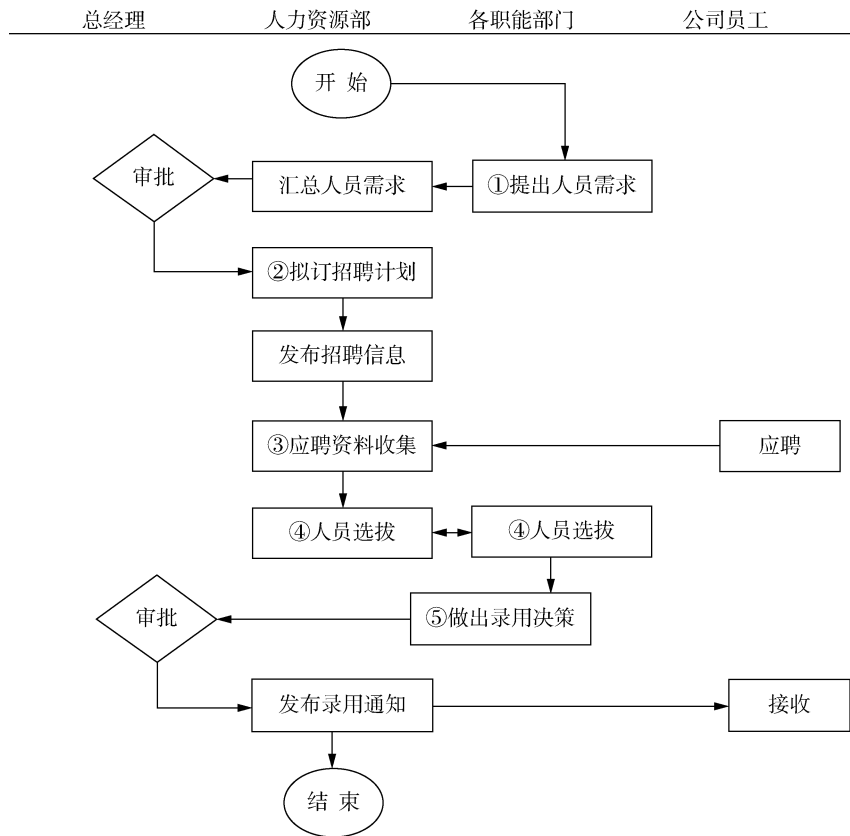 总经理 人力资源部 各职能部门 公司员工
开 始
审批 汇总人员需求 ①提出人员需求
②拟订招聘计划
发布招聘信息
③应聘资料收集 应聘
④人员选拔 ④人员选拔
审批 ⑤做出录用决策
发布录用通知 接收
结 束